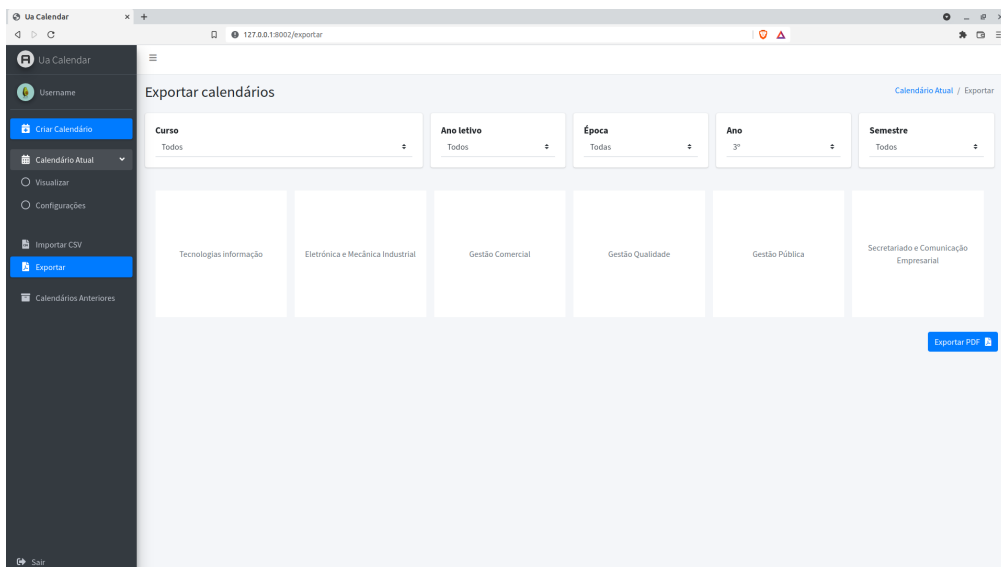 Ua Calendar
127.0.0.1:8002/exportar
Ua Calendar
Username
Criar Calendário
Calendário Atual
Visualizar
Configurações
Importar CSV
Exportar
Calendários Anteriores
Sair
Exportar calendários
Calendário Atual / Exportar
Curso
Todos
Ano letivo
Todos
Época
Todas
Ano
3º
Semestre
Todos
Tecnologias informação
Eletrónica e Mecânica Industrial
Gestão Comercial
Gestão Qualidade
Gestão Pública
Secretariado e Comunicação
Empresarial
Exportar PDF